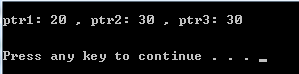 ptr1: 20 , ptr2: 30 , ptr3: 30
Press any key to continue . . .